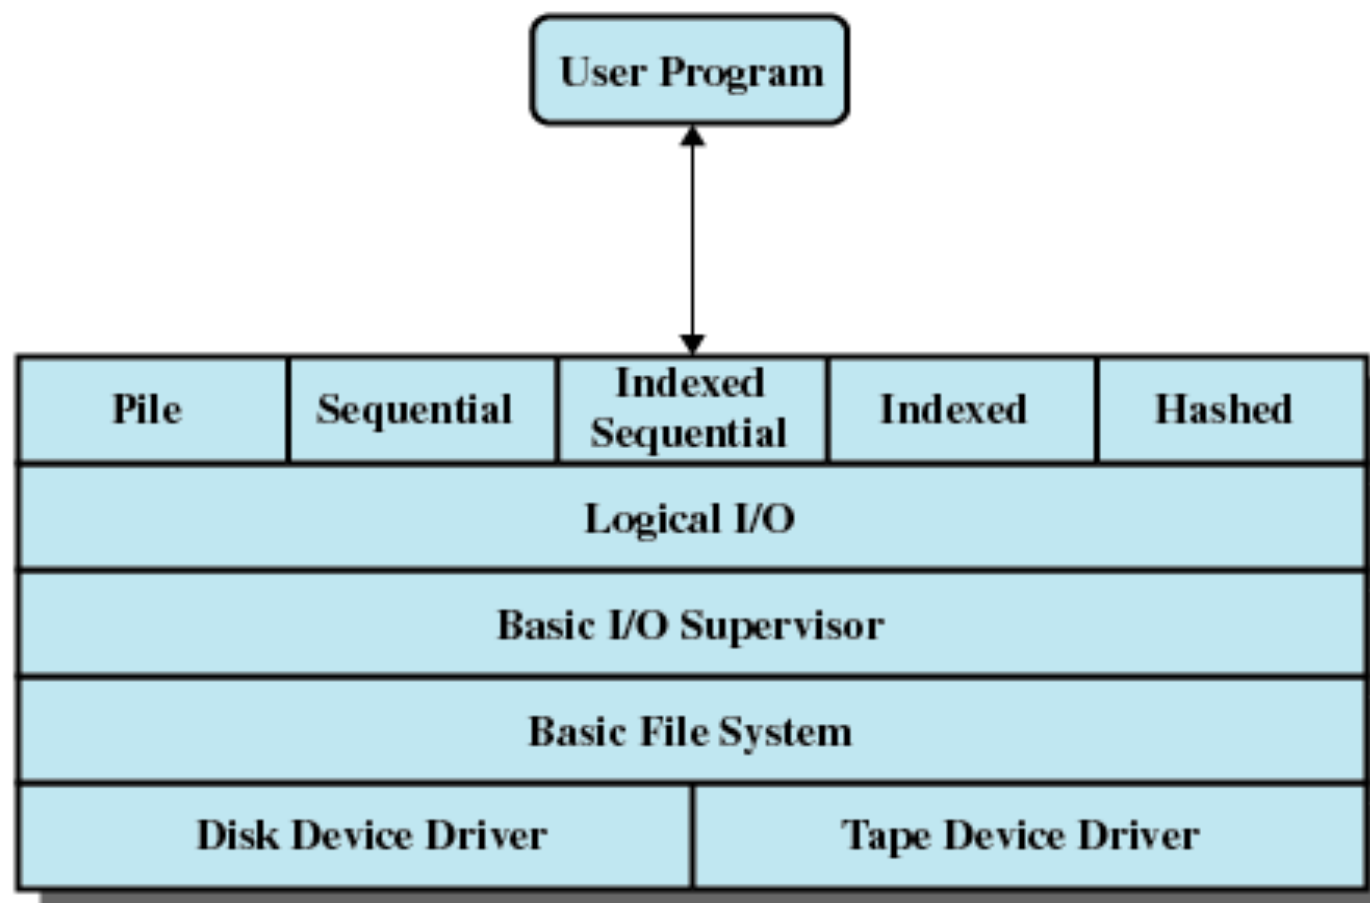 User Program
Pile
Sequential
Indexed
Sequential
Indexed
Hashed
Logical I/O
Basic I/O Supervisor
Basic File System
Disk Device Driver
Tape Device Driver